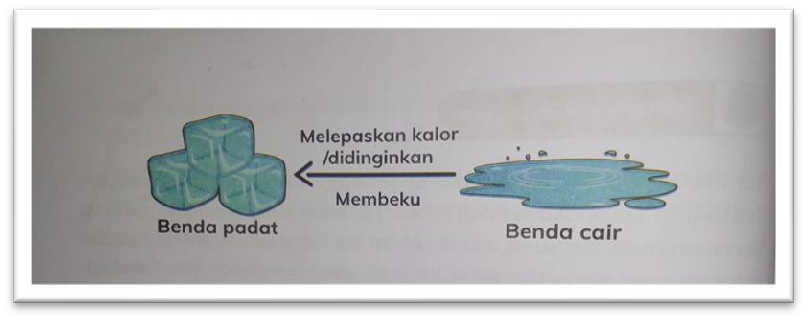 Melepaskan kalor
/didinginkan
Membeku
Benda padat
Benda cair